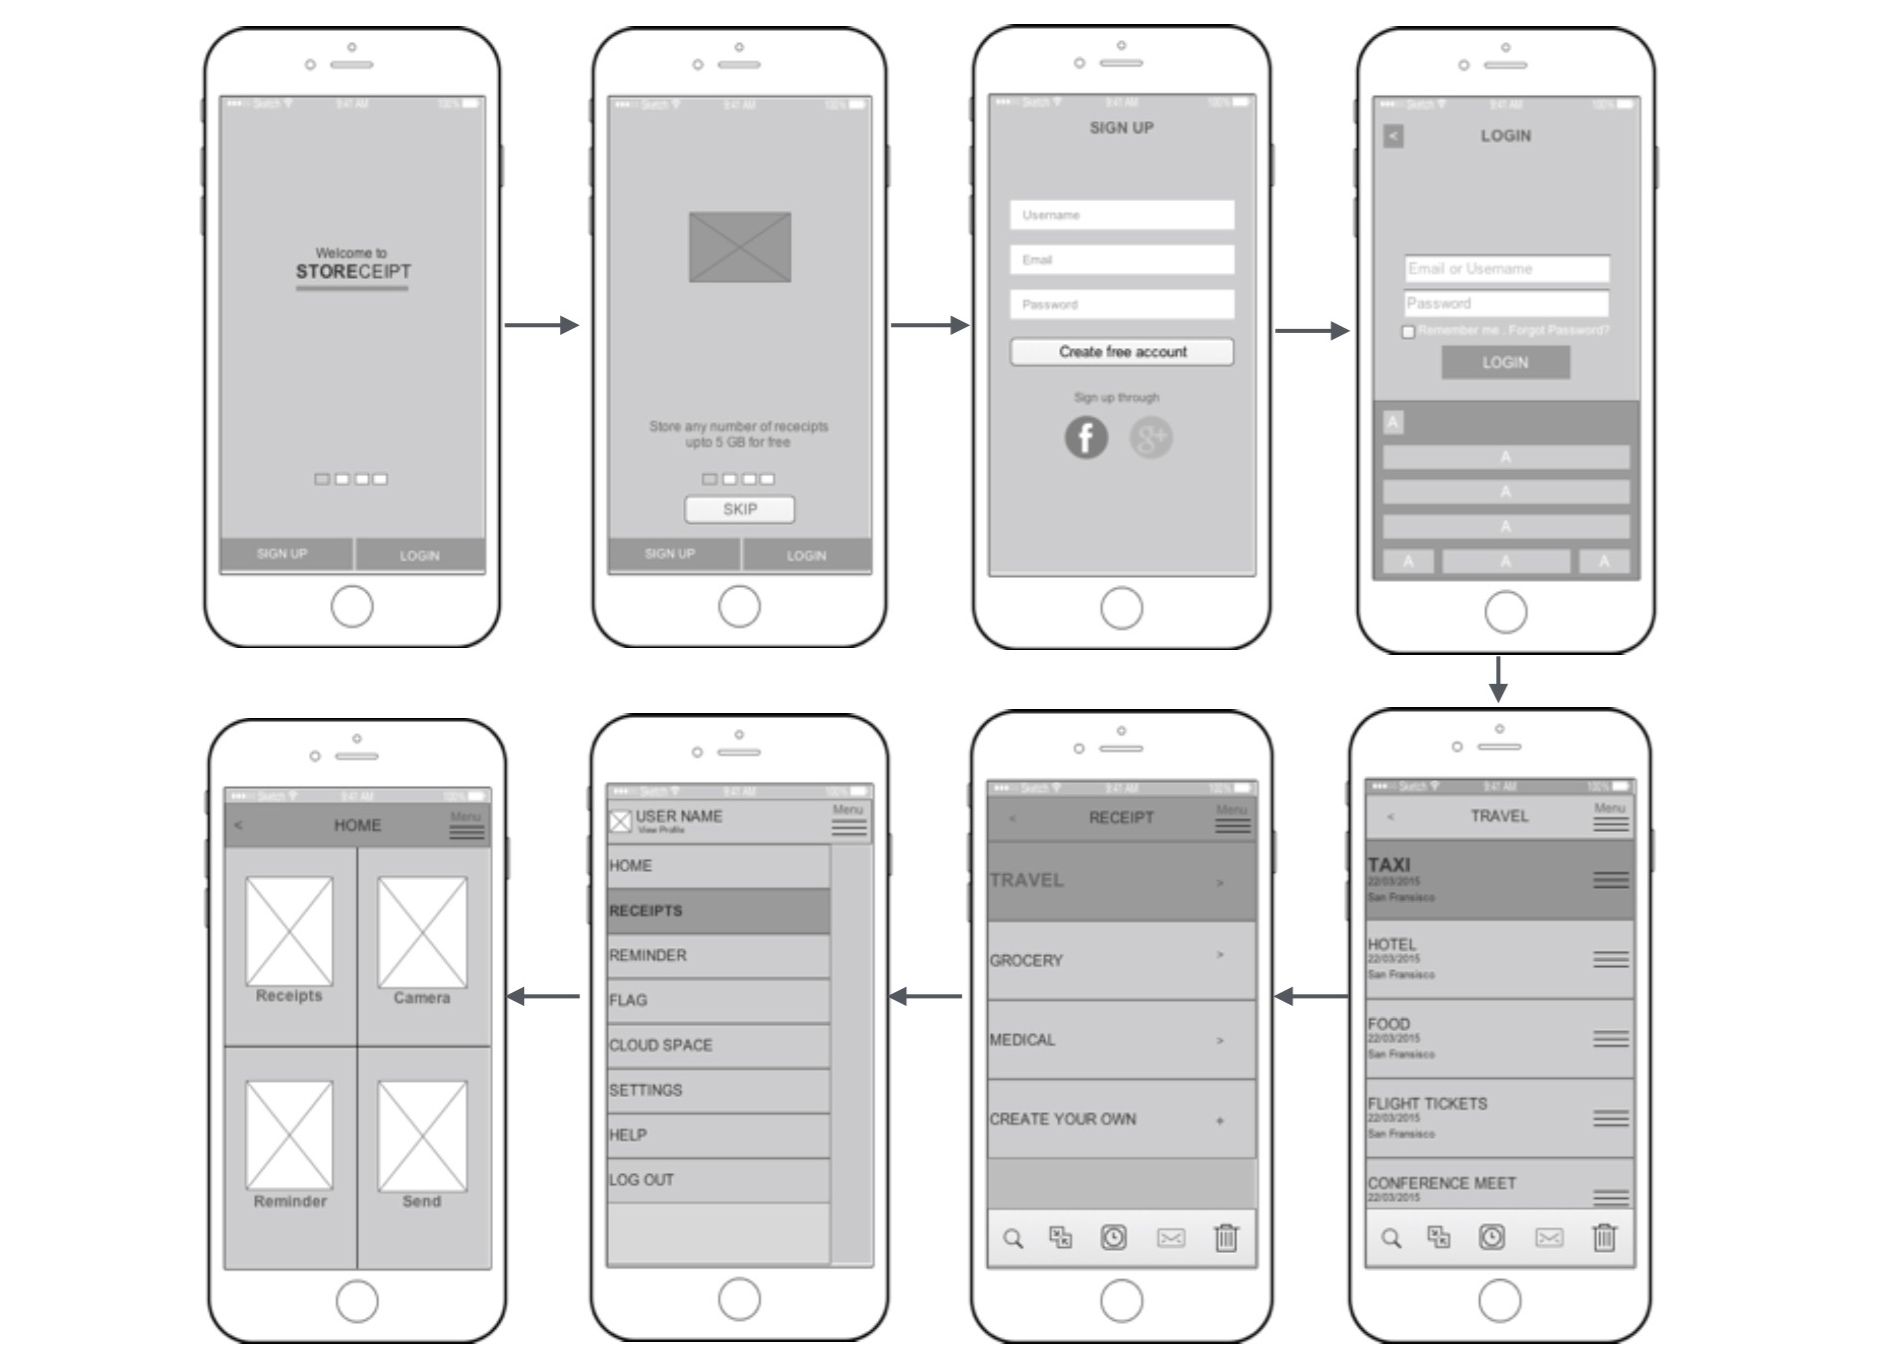 Sketch 9:41 AM 100%
Welcome to
STORECEIPT
SIGN UP LOGIN
Sketch 9:41 AM 100%
Store any number of rececipts
upto 5 GB for free
SKIP
SIGN UP LOGIN
Sketch 9:41 AM 100%
SIGN UP
Username
Email
Password
Create free account
Sign up through
f g+
Sketch 9:41 AM 100%
< LOGIN
Email or Username
Password
Remember me . Forgot Password?
LOGIN
A
A
A
A
A A A
Sketch 9:41 AM 100%
< HOME Menu
Receipts Camera
Reminder Send
Sketch 9:41 AM 100%
USER NAME Menu
View Profile
HOME
RECEIPTS
REMINDER
FLAG
CLOUD SPACE
SETTINGS
HELP
LOG OUT
Sketch 9:41 AM 100%
< RECEIPT Menu
TRAVEL >
GROCERY >
MEDICAL >
CREATE YOUR OWN +
Sketch 9:41 AM 100%
< TRAVEL Menu
TAXI
22/03/2015
San Fransisco
HOTEL
22/03/2015
San Fransisco
FOOD
22/03/2015
San Fransisco
FLIGHT TICKETS
22/03/2015
San Fransisco
CONFERENCE MEET
22/03/2015